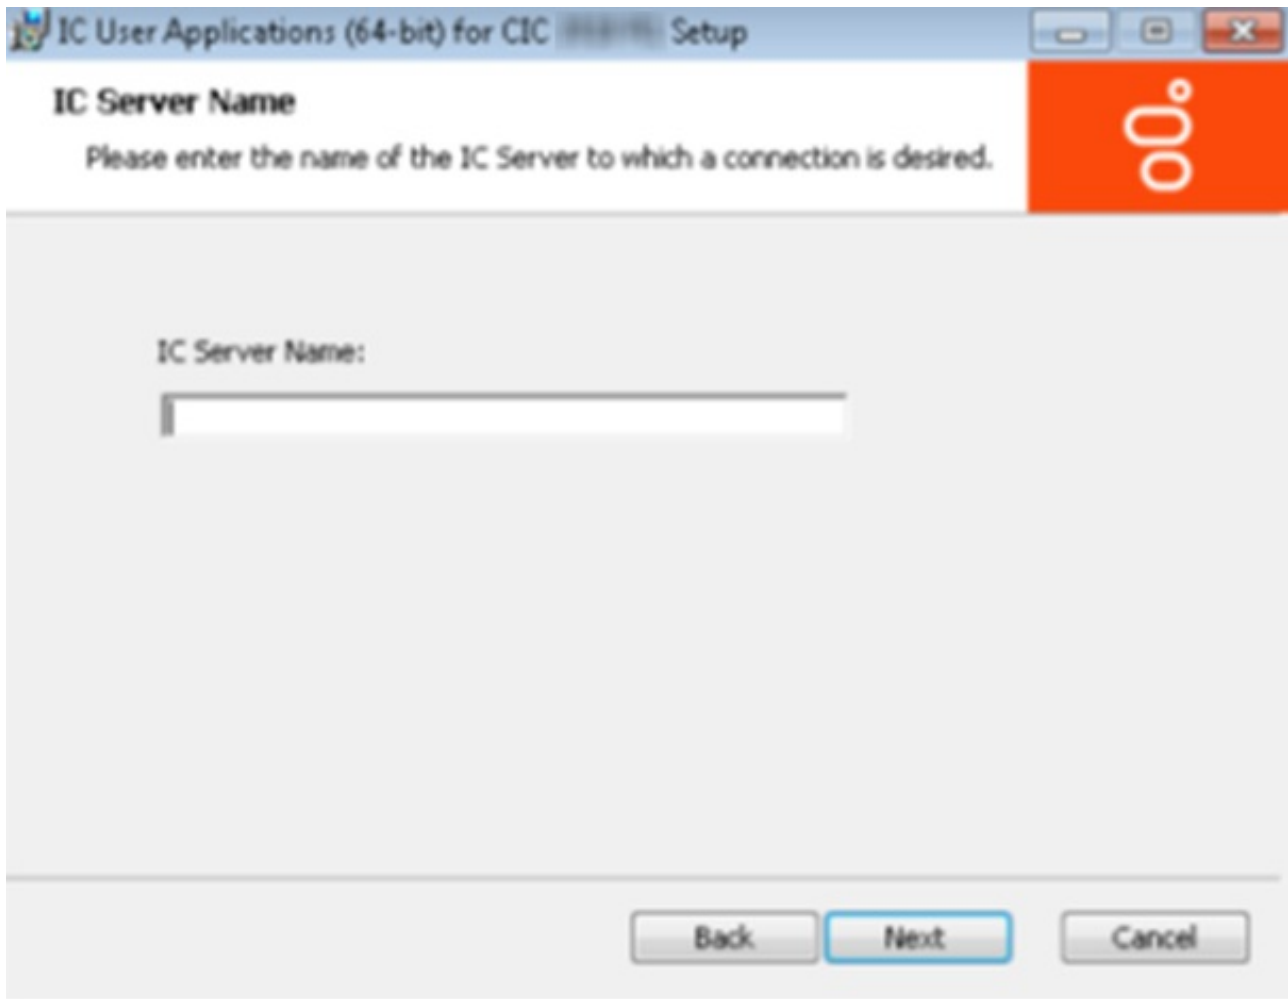 IC User Applications (64-bit) for CIC Setup
IC Server Name
Please enter the name of the IC Server to which a connection is desired.
IC Server Name:
Back
Next
Cancel